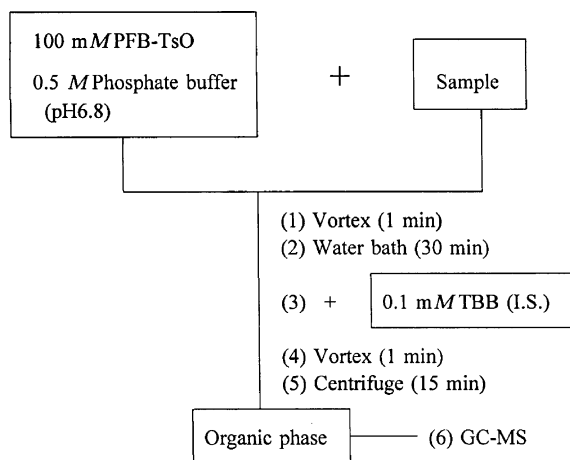 100 mM PFB-TsO
0.5 M Phosphate buffer
(pH6.8)
+
Sample
(1) Vortex (1 min)
(2) Water bath (30 min)
(3) + 0.1 mM TBB (I.S.)
(4) Vortex (1 min)
(5) Centrifuge (15 min)
Organic phase (6) GC-MS